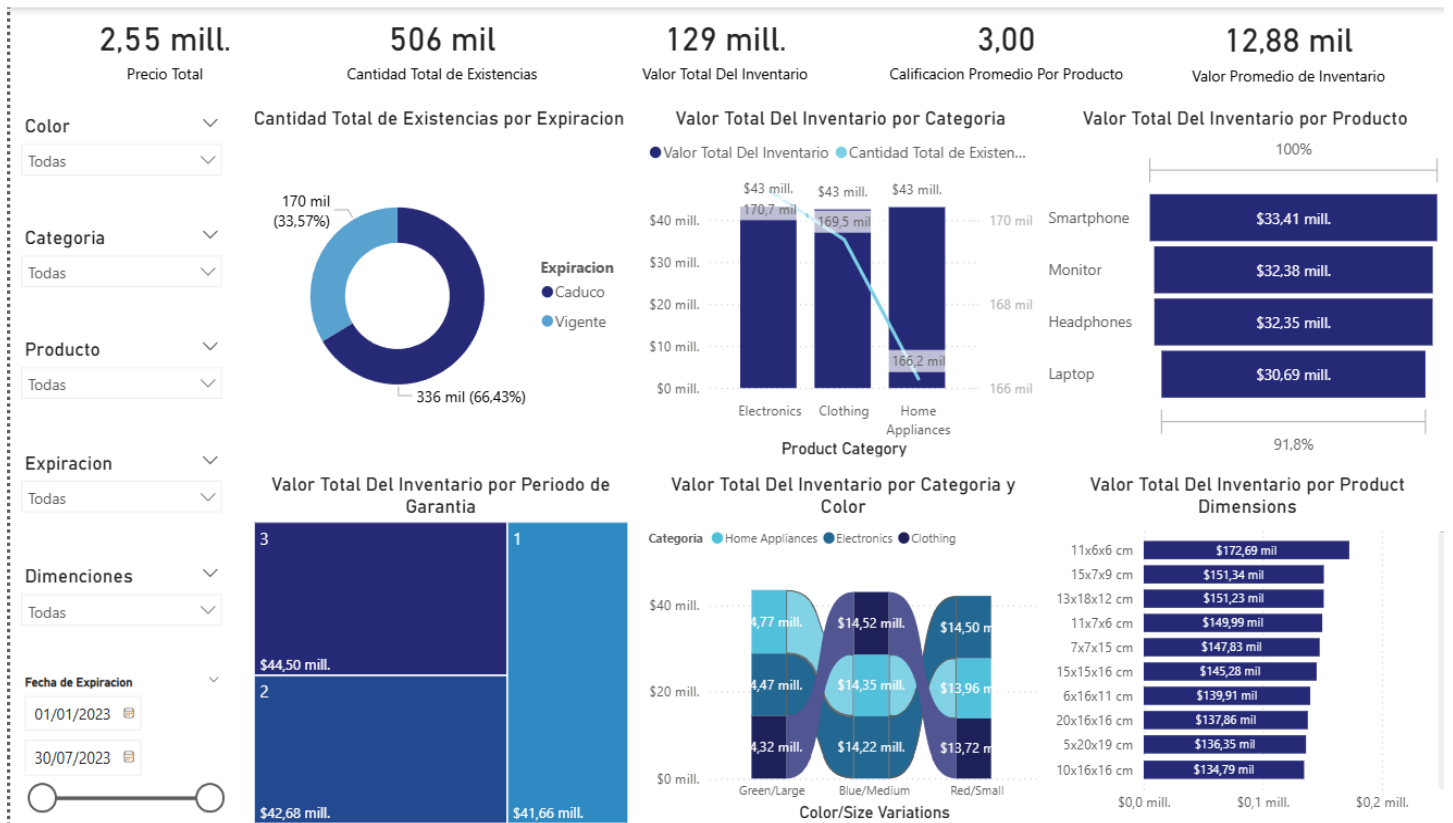 2,55 mill.
Precio Total
506 mil
Cantidad Total de Existencias
129 mill.
Valor Total Del Inventario
3,00
Calificacion Promedio Por Producto
12,88 mil
Valor Promedio de Inventario
Color
Todas
Categoria
Todas
Producto
Todas
Expiracion
Todas
Dimenciones
Todas
Fecha de Expiracion
01/01/2023
30/07/2023
Cantidad Total de Existencias por Expiracion
170 mil
(33,57%)
336 mil (66,43%)
Expiracion
Caduco
Vigente
Valor Total Del Inventario por Categoria
Valor Total Del Inventario Cantidad Total de Existen...
$43 mill. $43 mill. $43 mill.
170,7 mil
169,5 mil
166,2 mil
$40 mill.
$30 mill.
$20 mill.
$10 mill.
$0 mill.
170 mil
168 mil
166 mil
Electronics Clothing Home
Appliances
Product Category
Valor Total Del Inventario por Producto
100%
Smartphone $33,41 mill.
Monitor $32,38 mill.
Headphones $32,35 mill.
Laptop $30,69 mill.
91,8%
Valor Total Del Inventario por Periodo de
Garantia
3
$44,50 mill.
2
$42,68 mill.
1
$41,66 mill.
Valor Total Del Inventario por Categoria y
Color
Categoria Home Appliances Electronics Clothing
$40 mill.
$20 mill.
$0 mill.
4,77 mill. $14,52 mill. $14,50 m
4,47 mill. $14,35 mill. $13,96 m
4,32 mill. $14,22 mill. $13,72 m
Green/Large Blue/Medium Red/Small
Color/Size Variations
Valor Total Del Inventario por Product
Dimensions
11x6x6 cm $172,69 mil
15x7x9 cm $151,34 mil
13x18x12 cm $151,23 mil
11x7x6 cm $149,99 mil
7x7x15 cm $147,83 mil
15x15x16 cm $145,28 mil
6x16x11 cm $139,91 mil
20x16x16 cm $137,86 mil
5x20x19 cm $136,35 mil
10x16x16 cm $134,79 mil
$0,0 mill. $0,1 mill. $0,2 mill.